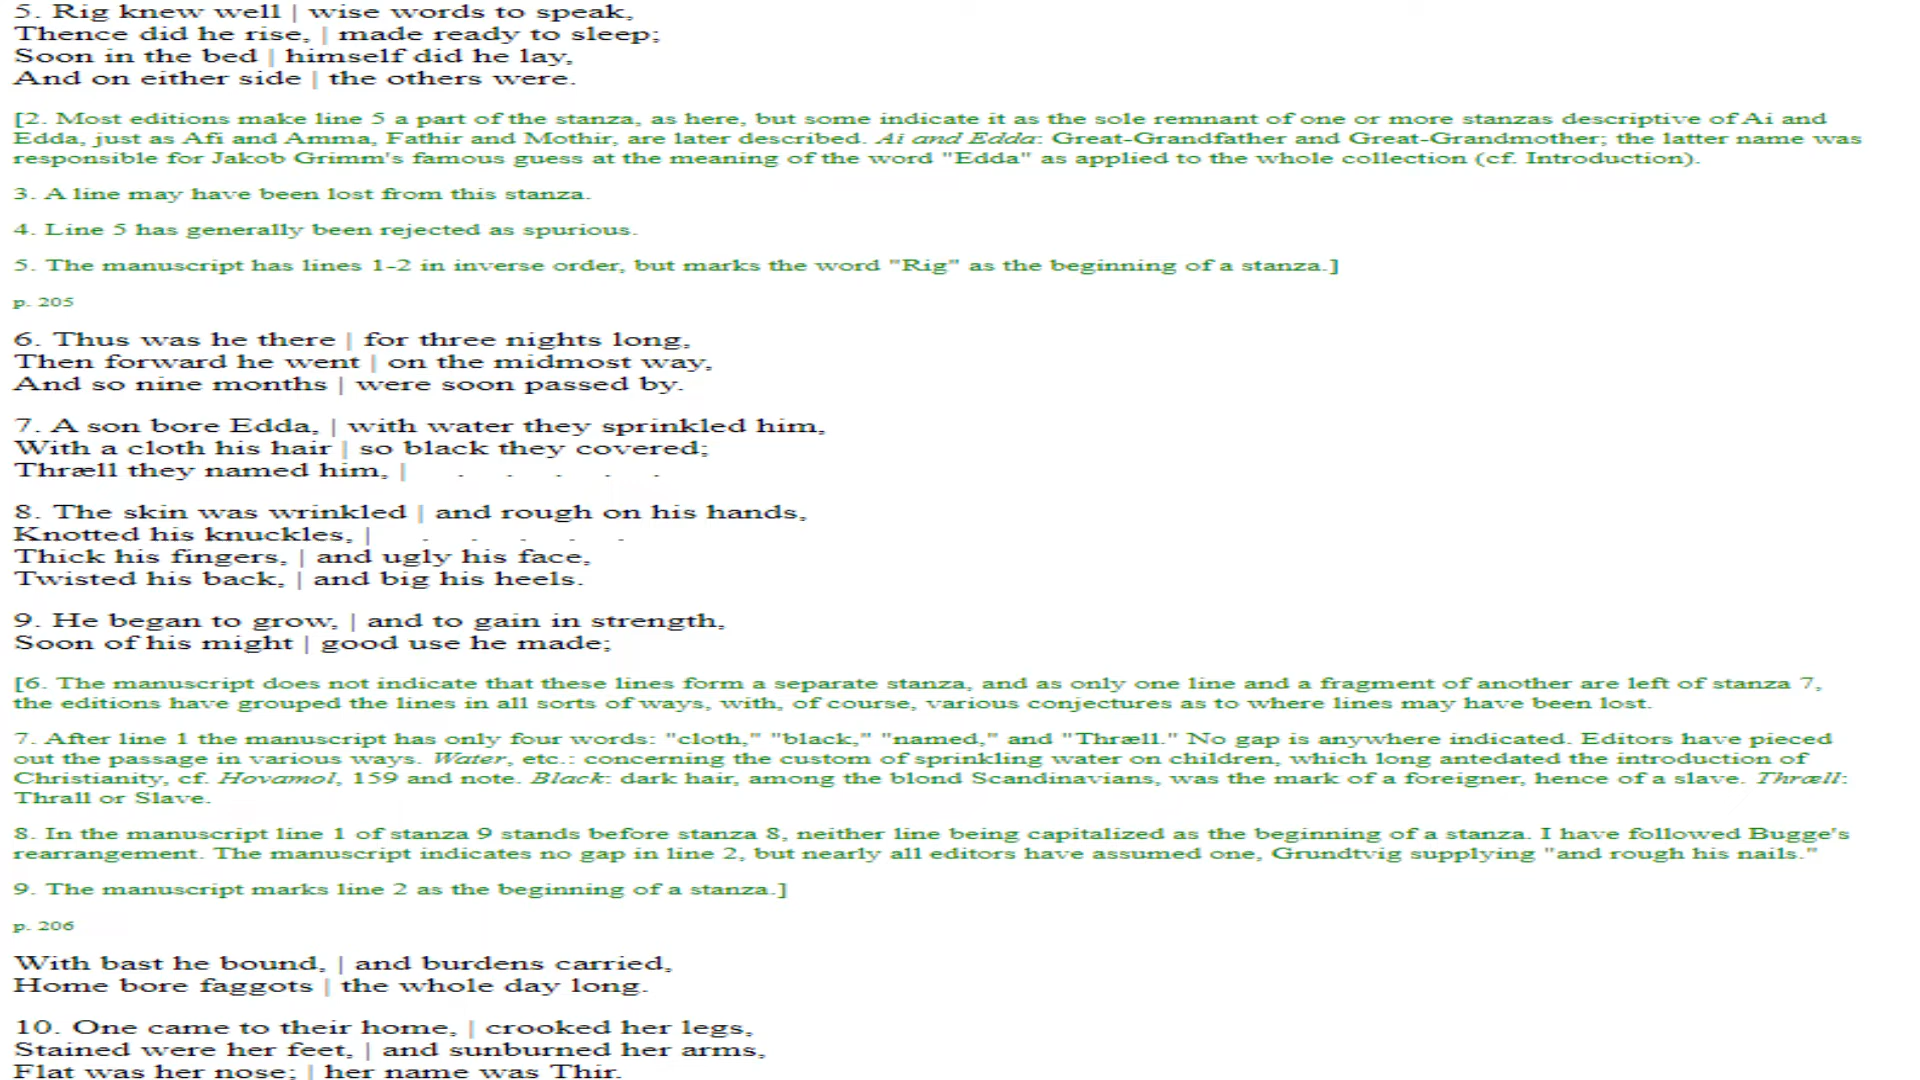 5. Rig knew well | wise words to speak,
Thence did he rise, | made ready to sleep;
Soon in the bed | himself did he lay,
And on either side | the others were.
[2. Most editions make line 5 a part of the stanza, as here, but some indicate it as the sole remnant of one or more stanzas descriptive of Ai and
Edda, just as Afi and Amma, Fathir and Mothir, are later described. Ai and Edda: Great-Grandfather and Great-Grandmother; the latter name was
responsible for Jakob Grimm's famous guess at the meaning of the word "Edda" as applied to the whole collection (cf. Introduction).
3. A line may have been lost from this stanza.
4. Line 5 has generally been rejected as spurious.
5. The manuscript has lines 1-2 in inverse order, but marks the word "Rig" as the beginning of a stanza.]
p. 205
6. Thus was he there | for three nights long,
Then forward he went | on the midmost way,
And so nine months | were soon passed by.
7. A son bore Edda, | with water they sprinkled him,
With a cloth his hair | so black they covered;
Thræll they named him, | . . . . .
8. The skin was wrinkled | and rough on his hands,
Knotted his knuckles, | . . . . .
Thick his fingers, | and ugly his face,
Twisted his back, | and big his heels.
9. He began to grow, | and to gain in strength,
Soon of his might | good use he made;
[6. The manuscript does not indicate that these lines form a separate stanza, and as only one line and a fragment of another are left of stanza 7,
the editions have grouped the lines in all sorts of ways, with, of course, various conjectures as to where lines may have been lost.
7. After line 1 the manuscript has only four words: "cloth," "black," "named," and "Thræll." No gap is anywhere indicated. Editors have pieced
out the passage in various ways. Water, etc.: concerning the custom of sprinkling water on children, which long antedated the introduction of
Christianity, cf. Hovamol, 159 and note. Black: dark hair, among the blond Scandinavians, was the mark of a foreigner, hence of a slave. Thræll:
Thrall or Slave.
8. In the manuscript line 1 of stanza 9 stands before stanza 8, neither line being capitalized as the beginning of a stanza. I have followed Bugge's
rearrangement. The manuscript indicates no gap in line 2, but nearly all editors have assumed one, Grundtvig supplying "and rough his nails."
9. The manuscript marks line 2 as the beginning of a stanza.]
p. 206
With bast he bound, | and burdens carried,
Home bore faggots | the whole day long.
10. One came to their home, | crooked her legs,
Stained were her feet, | and sunburned her arms,
Flat was her nose; | her name was Thir.